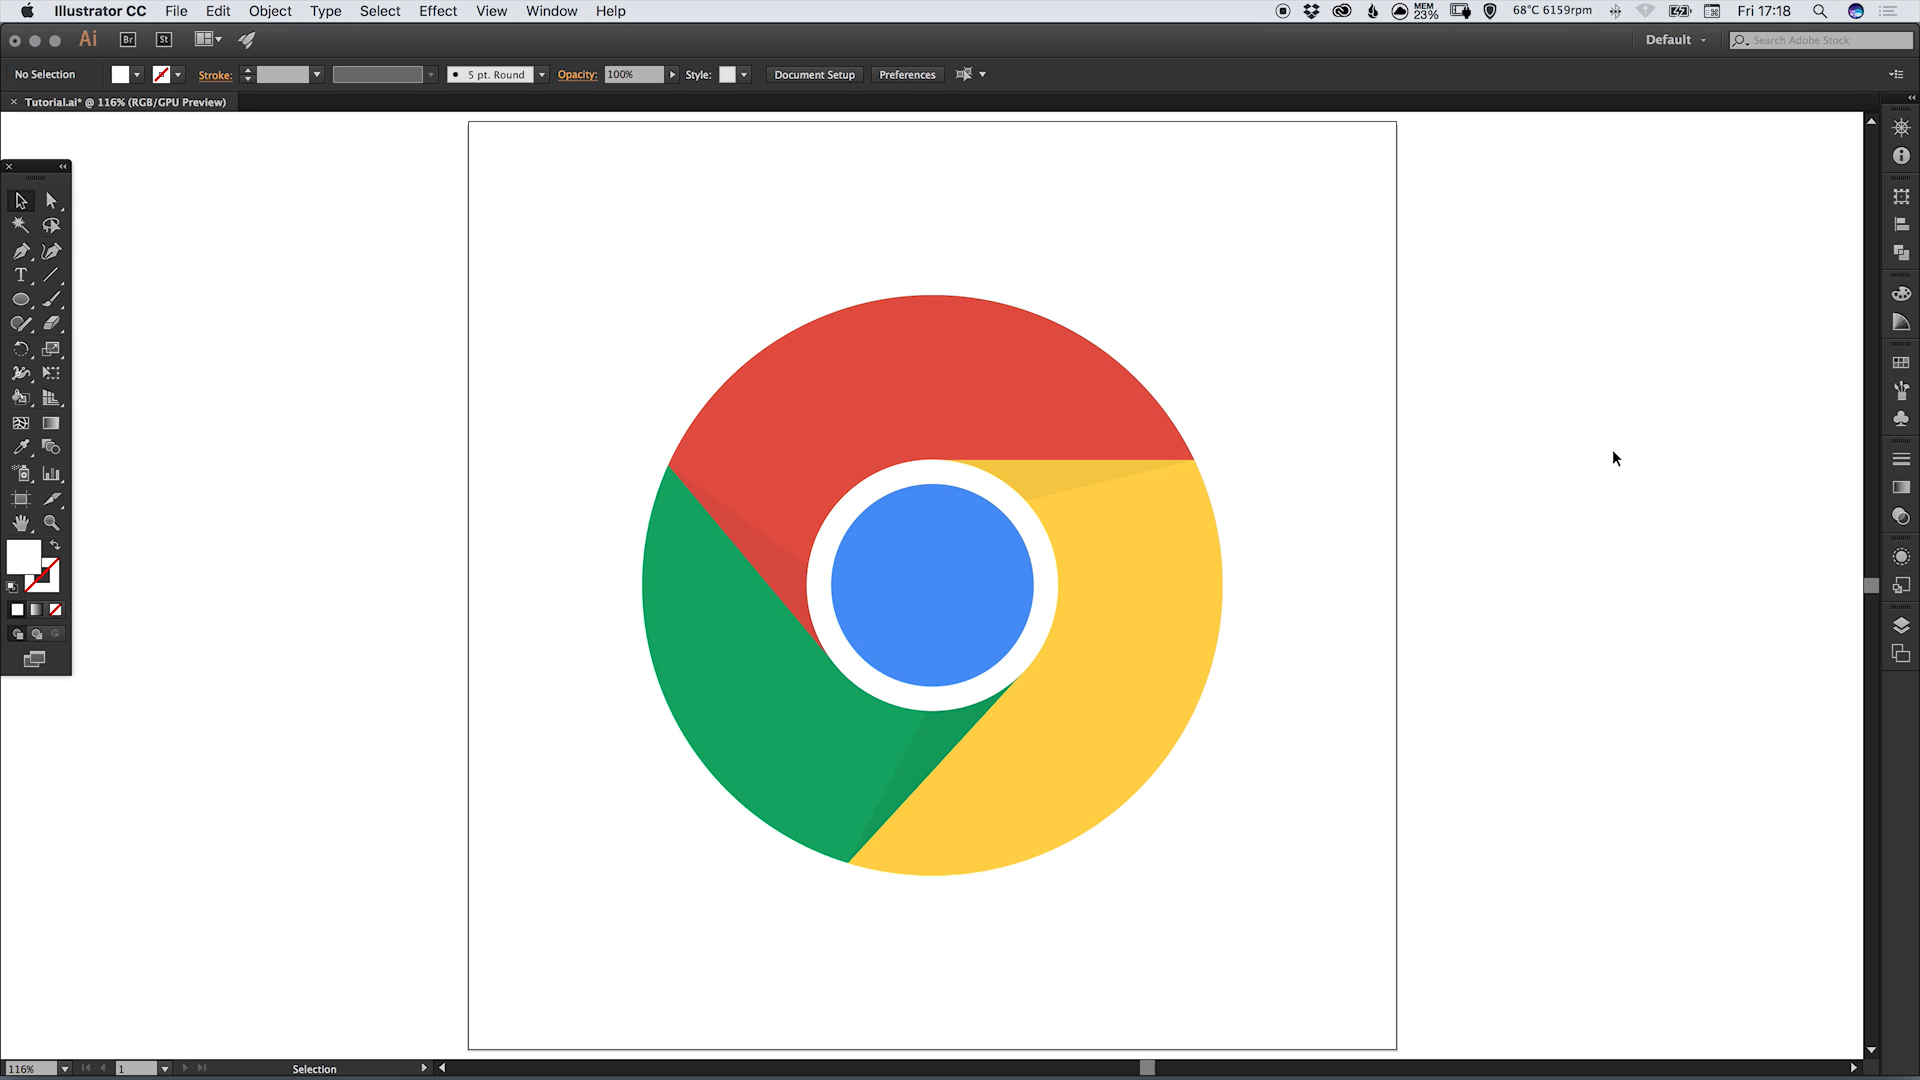 Illustrator CC File Edit Object Type Select Effect View Window Help MEM 23% 68°C 6159rpm Fri 17:18
Ai Br St Default Search Adobe Stock
No Selection Stroke: 5 pt. Round Opacity: 100% Style: Document Setup Preferences
Tutorial.ai* @ 116% (RGB/GPU Preview)
T
116% 1 Selection